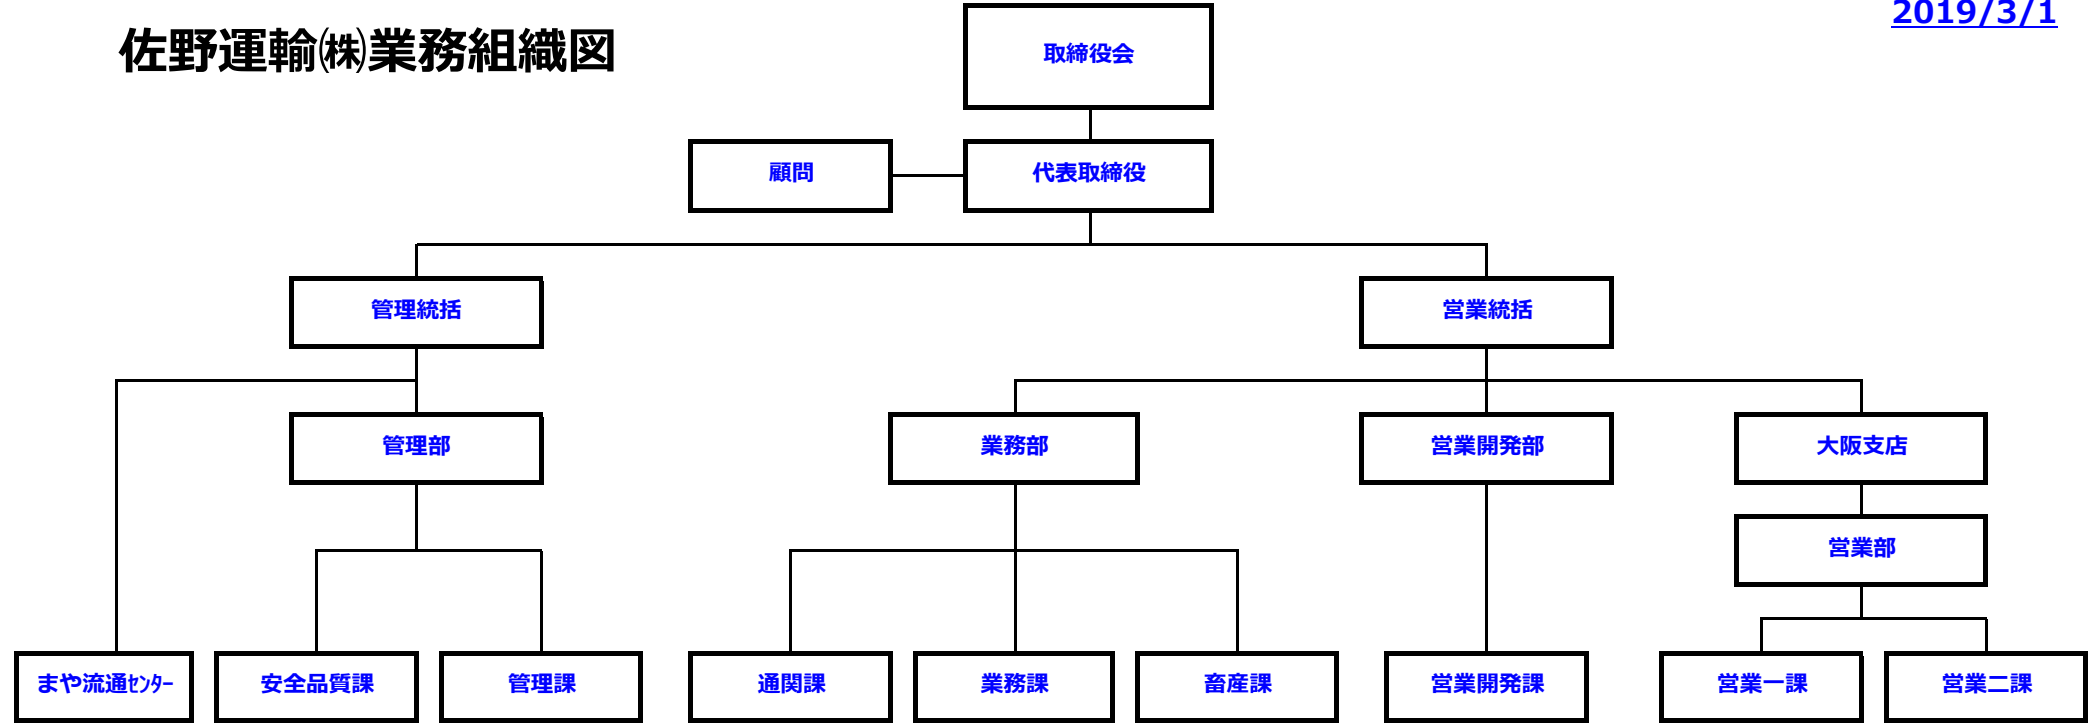 2019/3/1
佐野運輸㈱業務組織図
取締役会
顧問
代表取締役
管理統括
営業統括
管理部
業務部
営業開発部
大阪支店
営業部
まや流通ｾﾝﾀｰ
安全品質課
管理課
通関課
業務課
畜産課
営業開発課
営業一課
営業二課